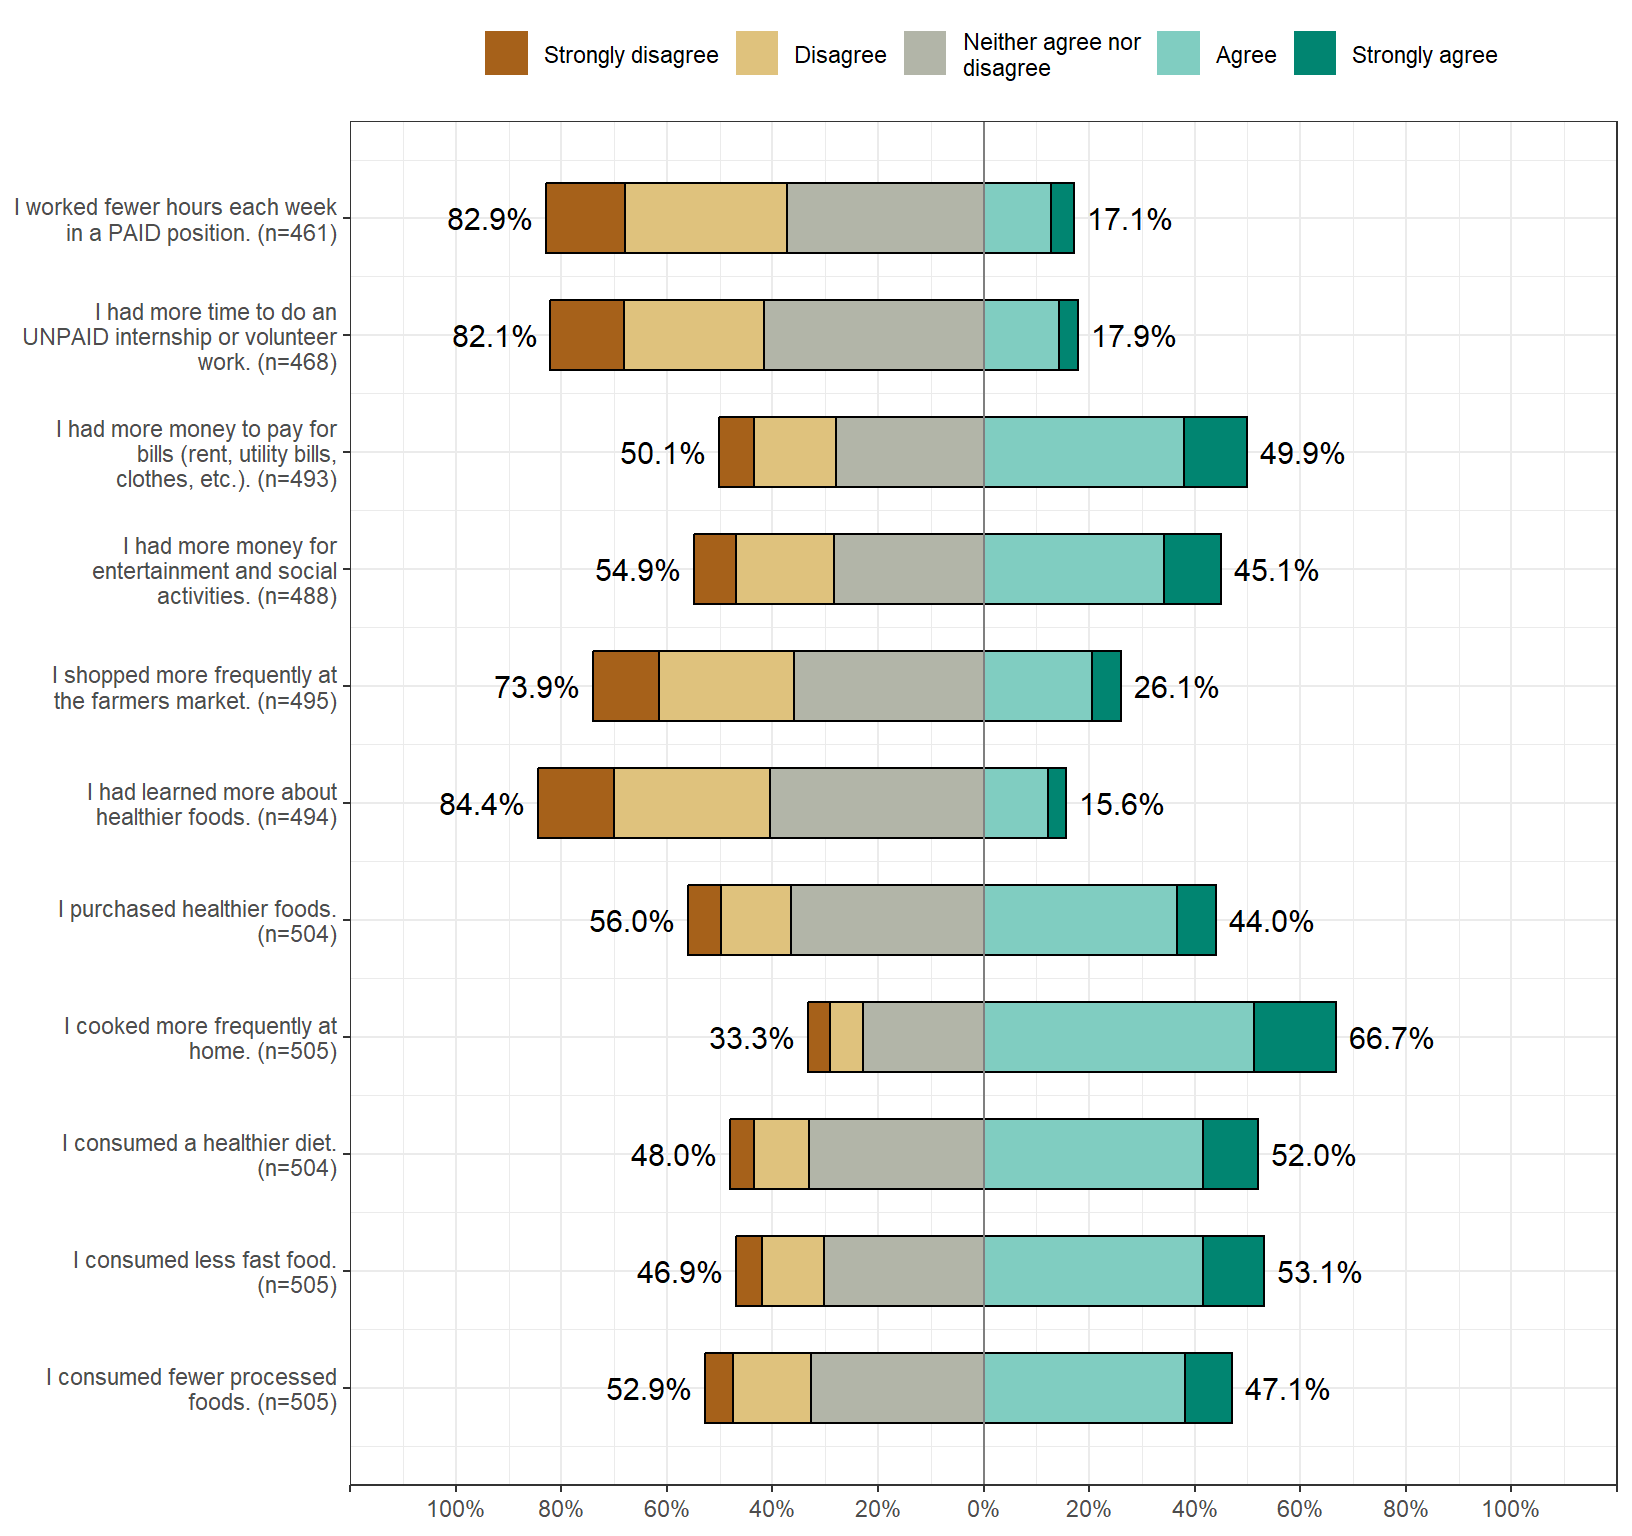 Strongly disagree
Disagree
Neither agree nor
disagree
Agree
Strongly agree
I worked fewer hours each week
in a PAID position. (n=461)
82.9%
17.1%
I had more time to do an
UNPAID internship or volunteer
work. (n=468)
82.1%
17.9%
I had more money to pay for
bills (rent, utility bills,
clothes, etc.). (n=493)
50.1%
49.9%
I had more money for
entertainment and social
activities. (n=488)
54.9%
45.1%
I shopped more frequently at
the farmers market. (n=495)
73.9%
26.1%
I had learned more about
healthier foods. (n=494)
84.4%
15.6%
I purchased healthier foods.
(n=504)
56.0%
44.0%
I cooked more frequently at
home. (n=505)
33.3%
66.7%
I consumed a healthier diet.
(n=504)
48.0%
52.0%
I consumed less fast food.
(n=505)
46.9%
53.1%
I consumed fewer processed
foods. (n=505)
52.9%
47.1%
100% 80% 60% 40% 20% 0% 20% 40% 60% 80% 100%